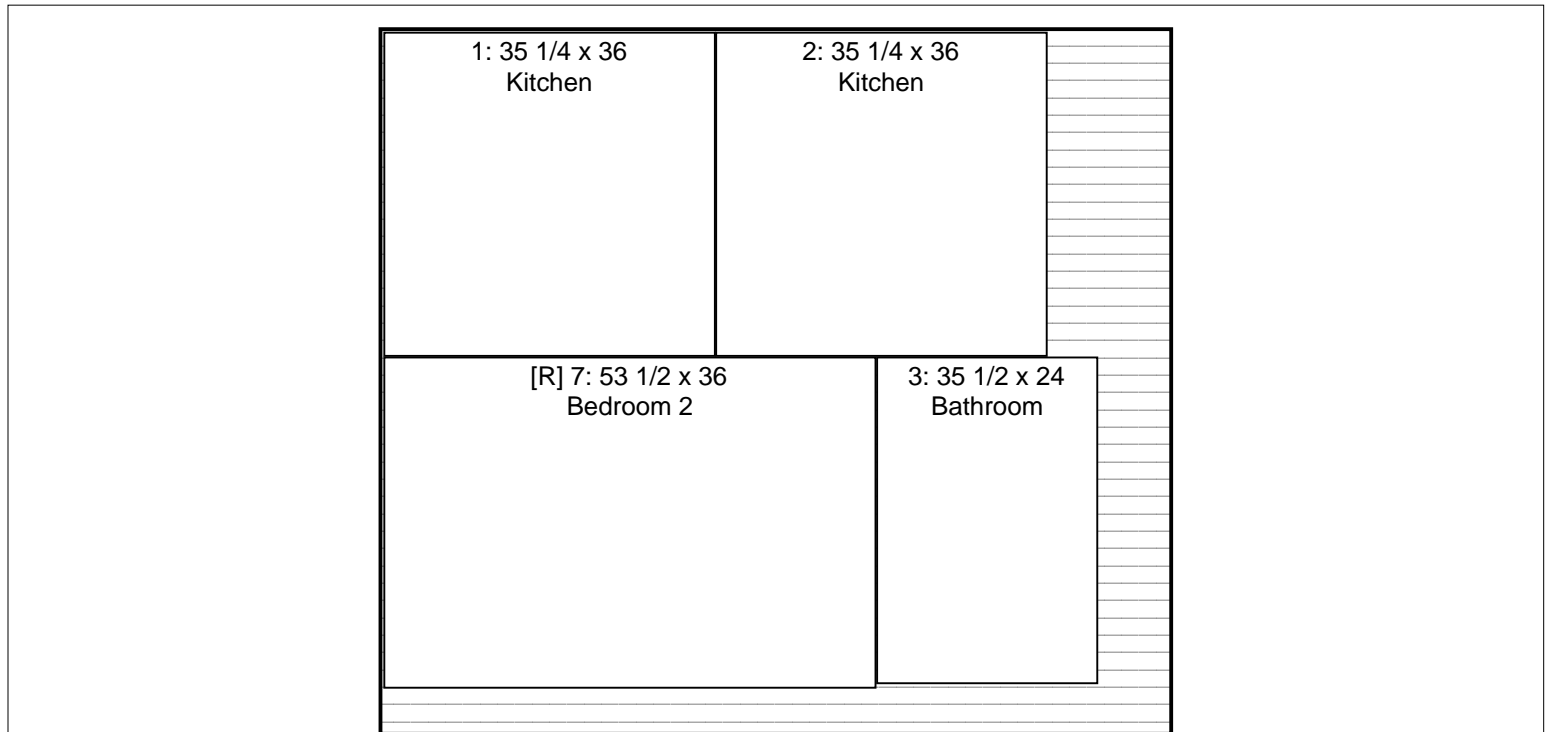 1: 35 1/4 x 36
Kitchen
2: 35 1/4 x 36
Kitchen
[R] 7: 53 1/2 x 36
Bedroom 2
3: 35 1/2 x 24
Bathroom